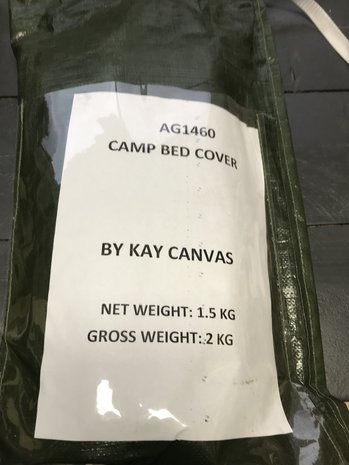 AG1460
CAMP BED COVER
BY KAY CANVAS
NET WEIGHT: 1.5 KG
GROSS WEIGHT: 2 KG